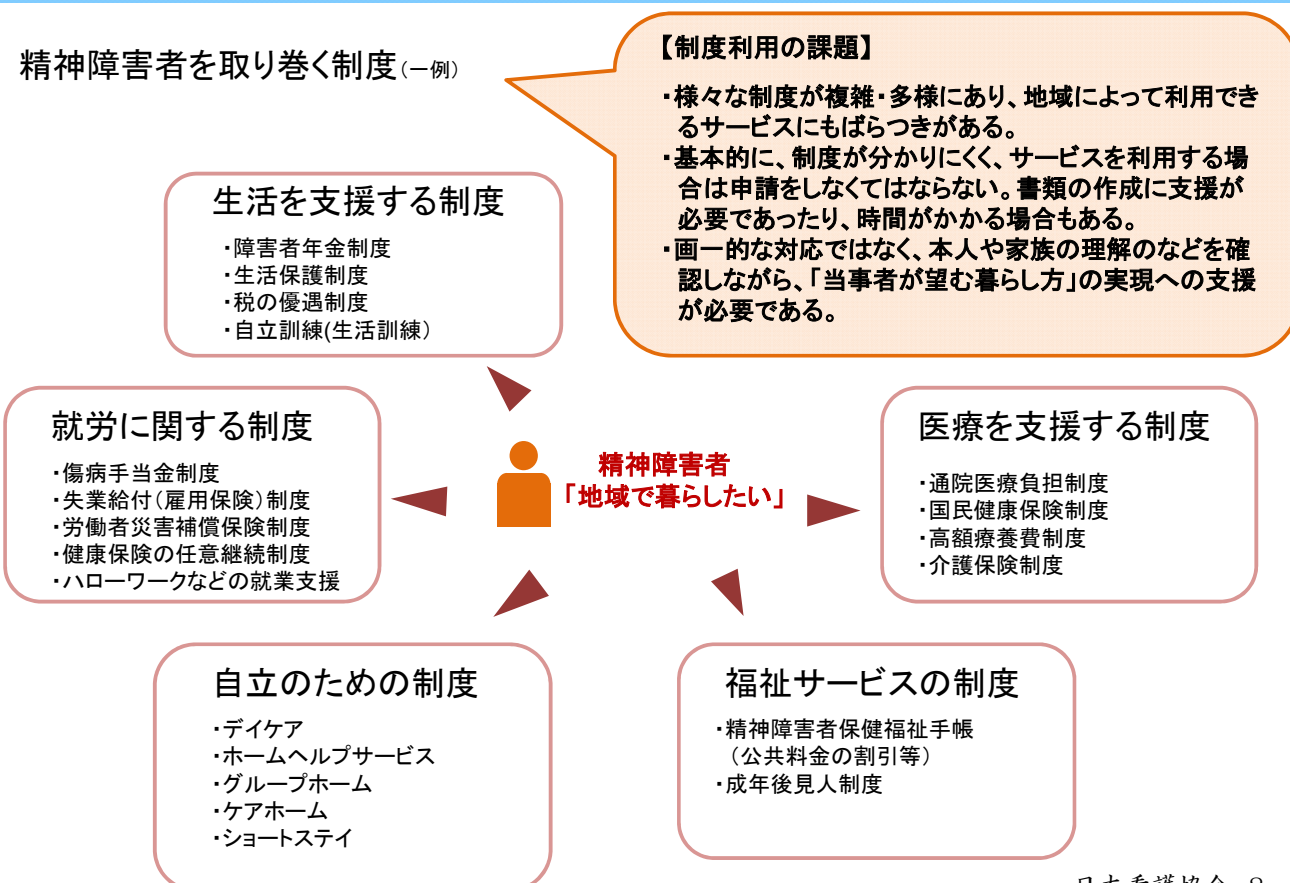 精神障害者を取り巻く制度(一例)
【制度利用の課題】
・様々な制度が複雑・多様にあり、地域によって利用でき
るサービスにもばらつきがある。
・基本的に、制度が分かりにくく、サービスを利用する場
合は申請をしなくてはならない。書類の作成に支援が
必要であったり、時間がかかる場合もある。
・画一的な対応ではなく、本人や家族の理解のなどを確
認しながら、「当事者が望む暮らし方」の実現への支援
が必要である。
生活を支援する制度
・障害者年金制度
・生活保護制度
・税の優遇制度
・自立訓練(生活訓練)
就労に関する制度
・傷病手当金制度
・失業給付(雇用保険)制度
・労働者災害補償保険制度
・健康保険の任意継続制度
・ハローワークなどの就業支援
精神障害者
「地域で暮らしたい」
医療を支援する制度
・通院医療負担制度
・国民健康保険制度
・高額療養費制度
・介護保険制度
自立のための制度
・デイケア
・ホームヘルプサービス
・グループホーム
・ケアホーム
・ショートステイ
福祉サービスの制度
・精神障害者保健福祉手帳
(公共料金の割引等)
・成年後見人制度